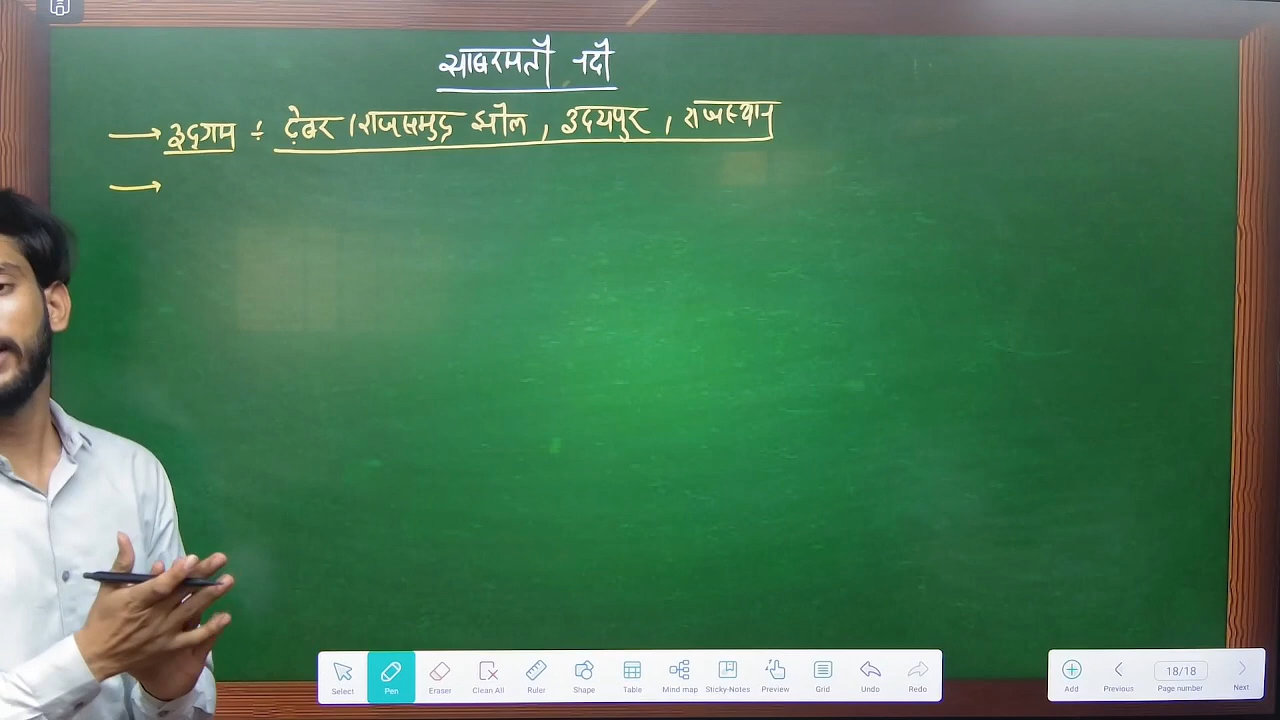 साबरमती नदी
→ उद्गम ÷ ढेबर / राजसमुद्र झील , उदयपुर , राजस्थान
→
Select Pen Eraser Clean All Ruler Shape Table Mind map Sticky-Notes Preview Grid Undo Redo
Add Previous 18/18 Page number Next